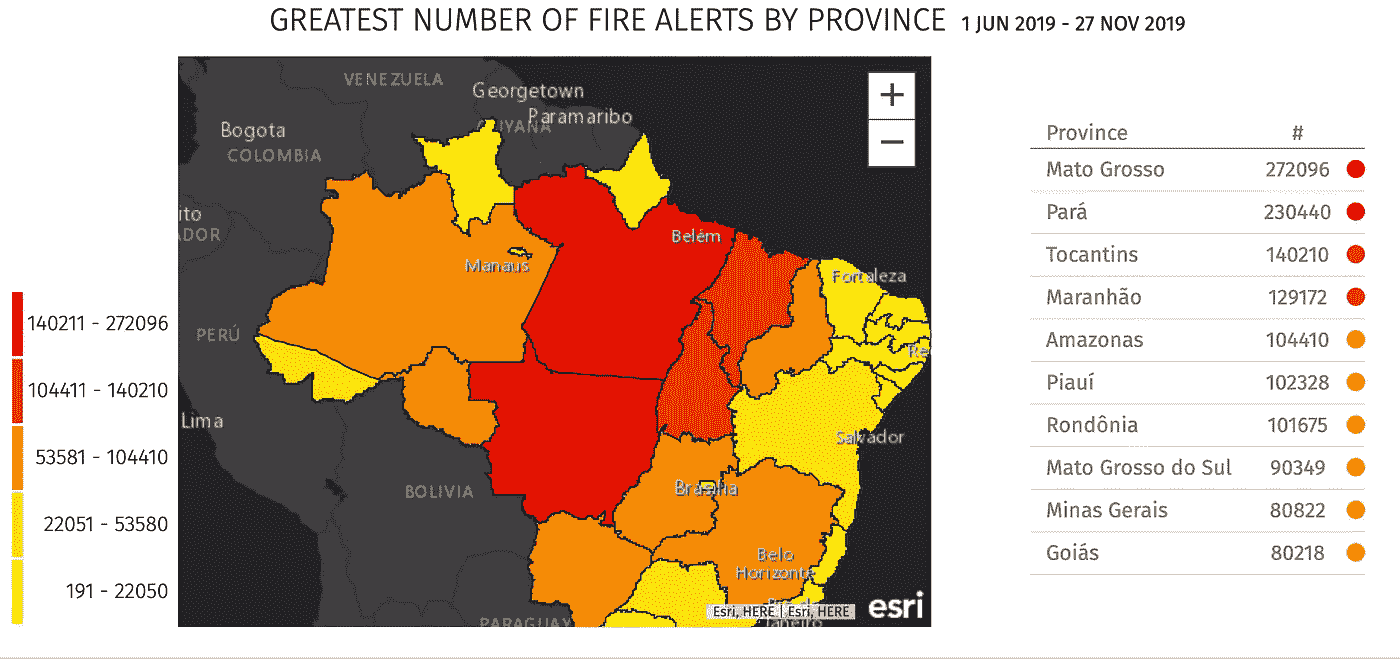 GREATEST NUMBER OF FIRE ALERTS BY PROVINCE 1 JUN 2019 - 27 NOV 2019
VENEZUELA
Georgetown
Paramaribo
Bogota
COLOMBIA
Belém
Manaus
Fortaleza
PERÚ
Lima
Salvador
BOLIVIA
Brasília
Belo
Horizonte
PARAGUAY
Esri, HERE | Esri, HERE
esri
+
−
140211 - 272096
104411 - 140210
53581 - 104410
22051 - 53580
191 - 22050
Province #
Mato Grosso 272096
Pará 230440
Tocantins 140210
Maranhão 129172
Amazonas 104410
Piauí 102328
Rondônia 101675
Mato Grosso do Sul 90349
Minas Gerais 80822
Goiás 80218